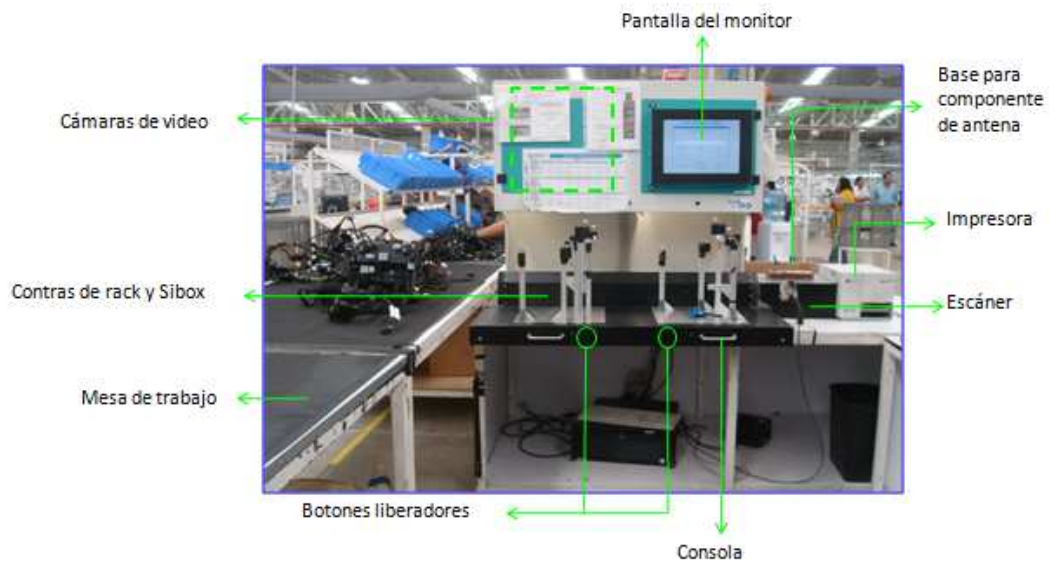 Pantalla del monitor
Cámaras de video
Base para
componente
de antena
Impresora
Contras de rack y Sibox
Escáner
Mesa de trabajo
Botones liberadores
Consola